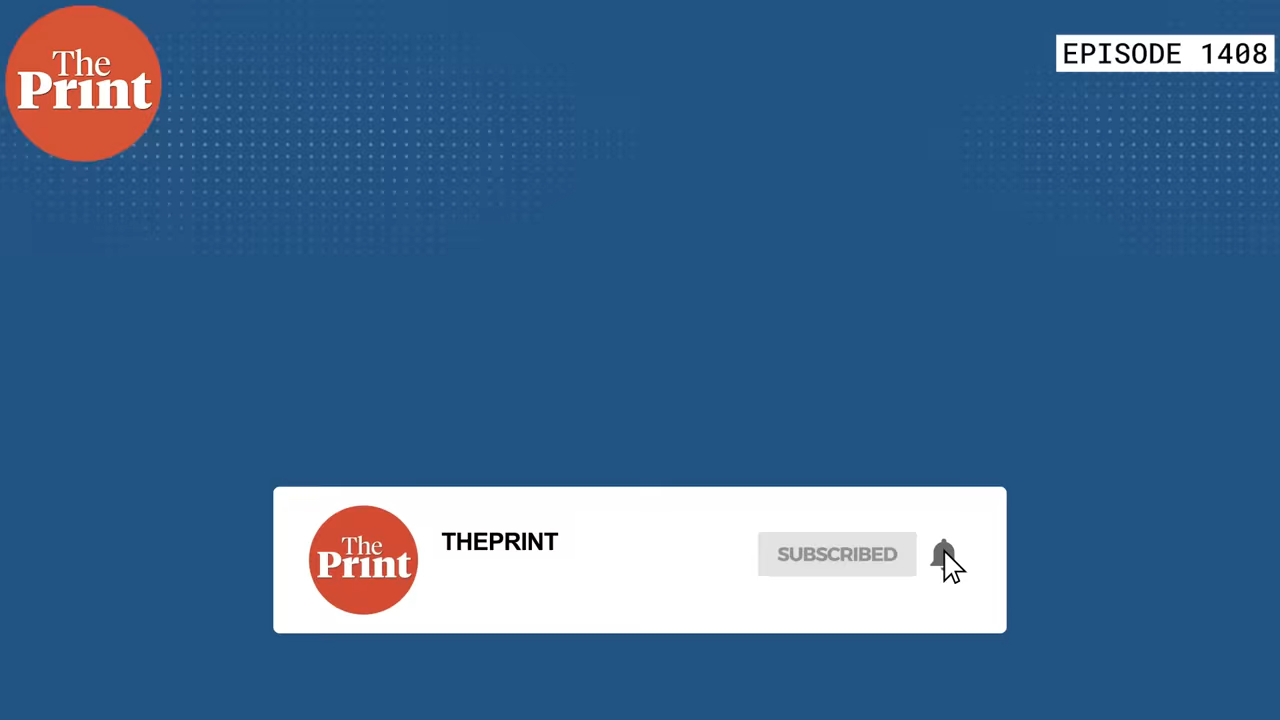 The
Print
EPISODE 1408
The
Print
THEPRINT
SUBSCRIBED